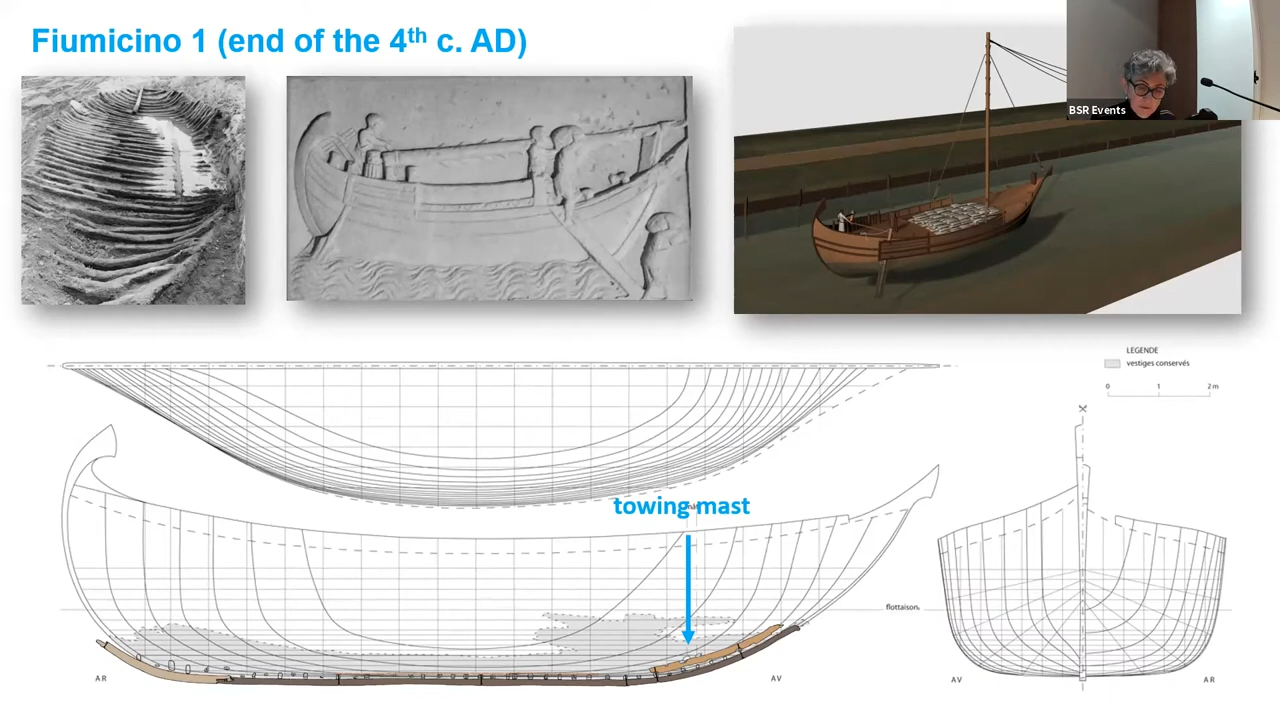 Fiumicino 1 (end of the 4th c. AD)
BSR Events
LEGENDE
vestiges conservés
0 1 2 m
X
towing mast
flottaison
AR
AV
AV
AR